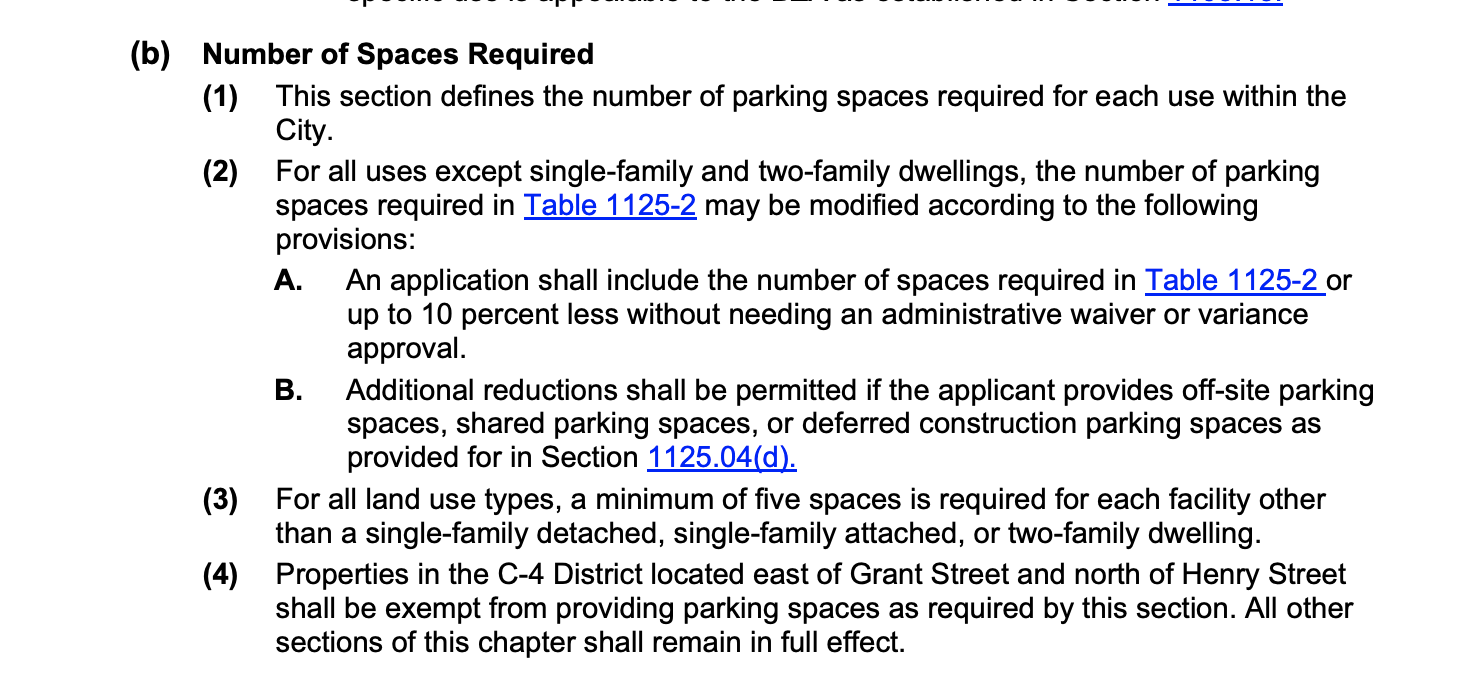 (b) Number of Spaces Required
(1) This section defines the number of parking spaces required for each use within the
City.
(2) For all uses except single-family and two-family dwellings, the number of parking
spaces required in Table 1125-2 may be modified according to the following
provisions:
A. An application shall include the number of spaces required in Table 1125-2 or
up to 10 percent less without needing an administrative waiver or variance
approval.
B. Additional reductions shall be permitted if the applicant provides off-site parking
spaces, shared parking spaces, or deferred construction parking spaces as
provided for in Section 1125.04(d).
(3) For all land use types, a minimum of five spaces is required for each facility other
than a single-family detached, single-family attached, or two-family dwelling.
(4) Properties in the C-4 District located east of Grant Street and north of Henry Street
shall be exempt from providing parking spaces as required by this section. All other
sections of this chapter shall remain in full effect.